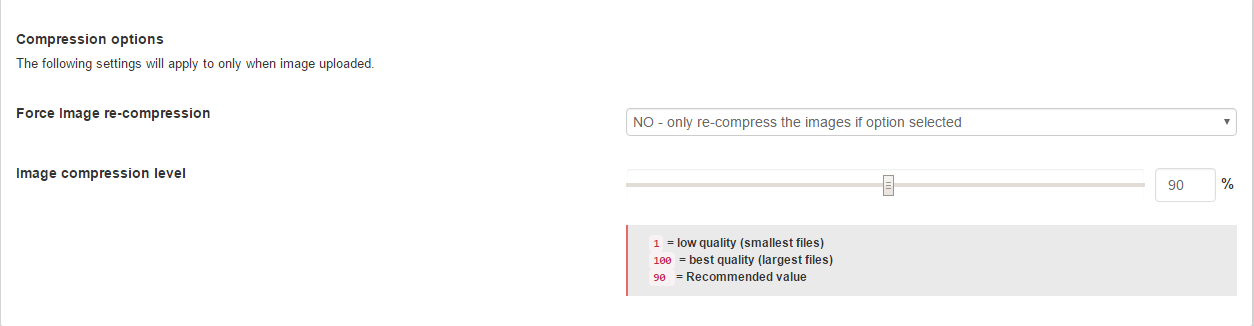 Compression options
The following settings will apply to only when image uploaded.
Force Image re-compression
NO - only re-compress the images if option selected
Image compression level
90 %
1 = low quality (smallest files)
100 = best quality (largest files)
90 = Recommended value